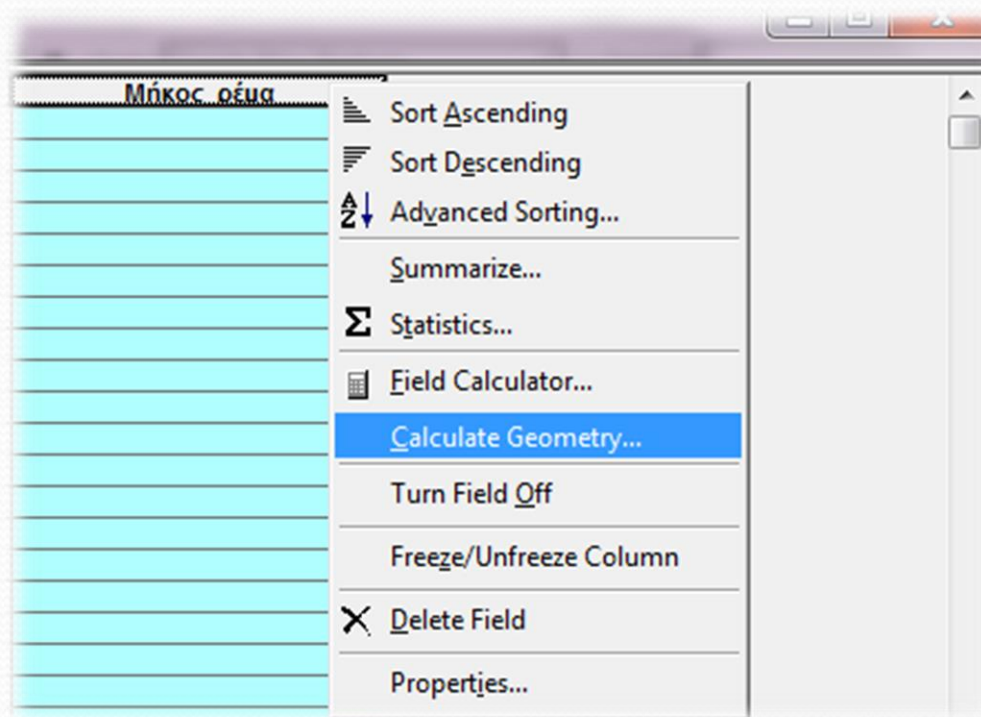 Μήκος ρέμα
Sort Ascending
Sort Descending
Advanced Sorting...
Summarize...
Statistics...
Field Calculator...
Calculate Geometry...
Turn Field Off
Freeze/Unfreeze Column
Delete Field
Properties...